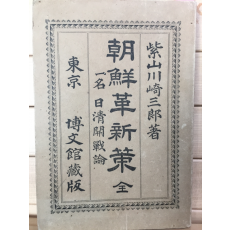 紫山川崎三郎著
朝鮮革新策 全
一名 日清開戰論
東京 博文館藏版